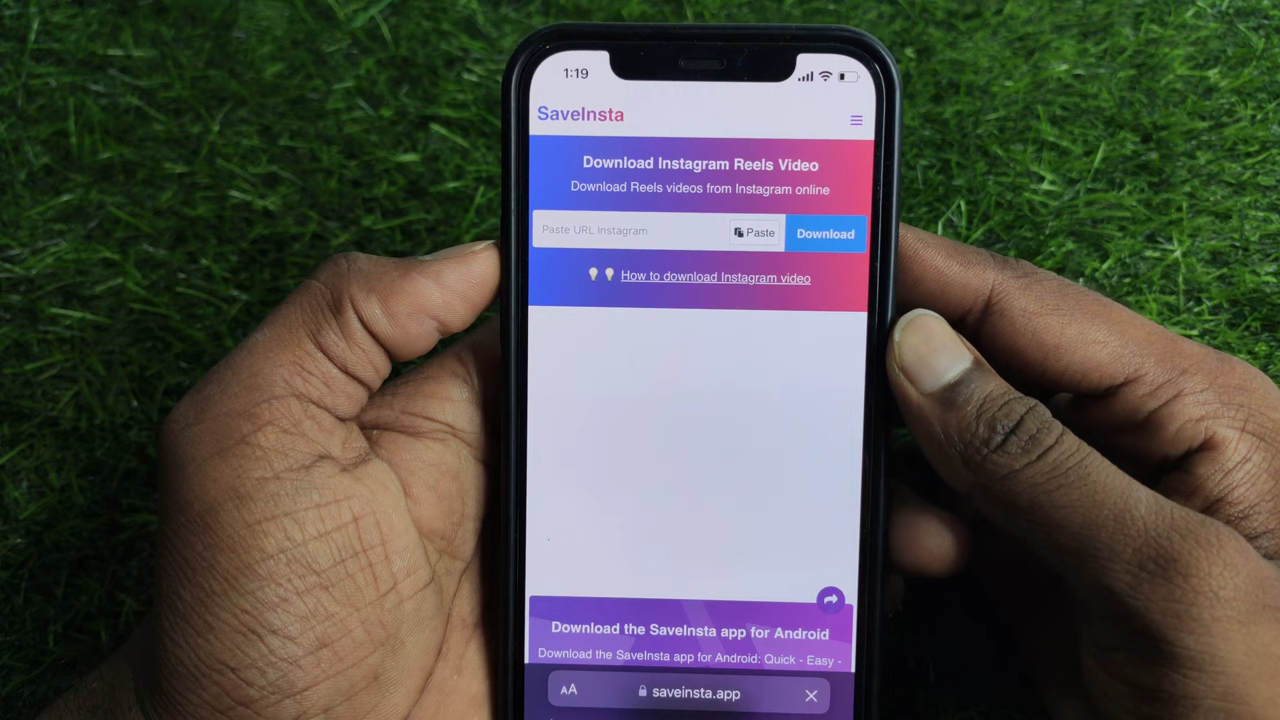 1:19
SaveInsta
Download Instagram Reels Video
Download Reels videos from Instagram online
Paste URL Instagram
Paste
Download
How to download Instagram video
Download the SaveInsta app for Android
Download the SaveInsta app for Android: Quick - Easy -
AA
saveinsta.app